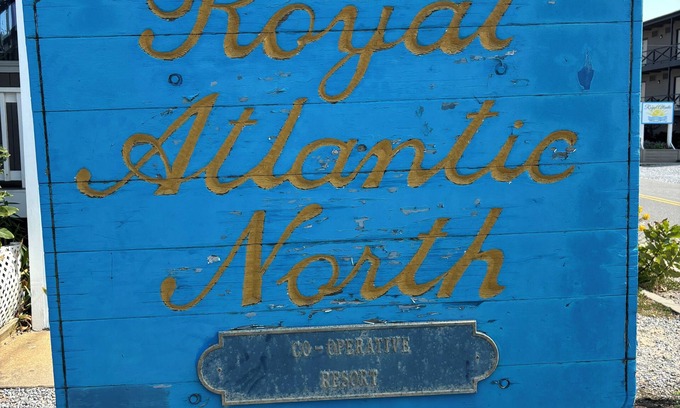 Royal
Atlantic
North
CO-OPERATIVE
RESORT